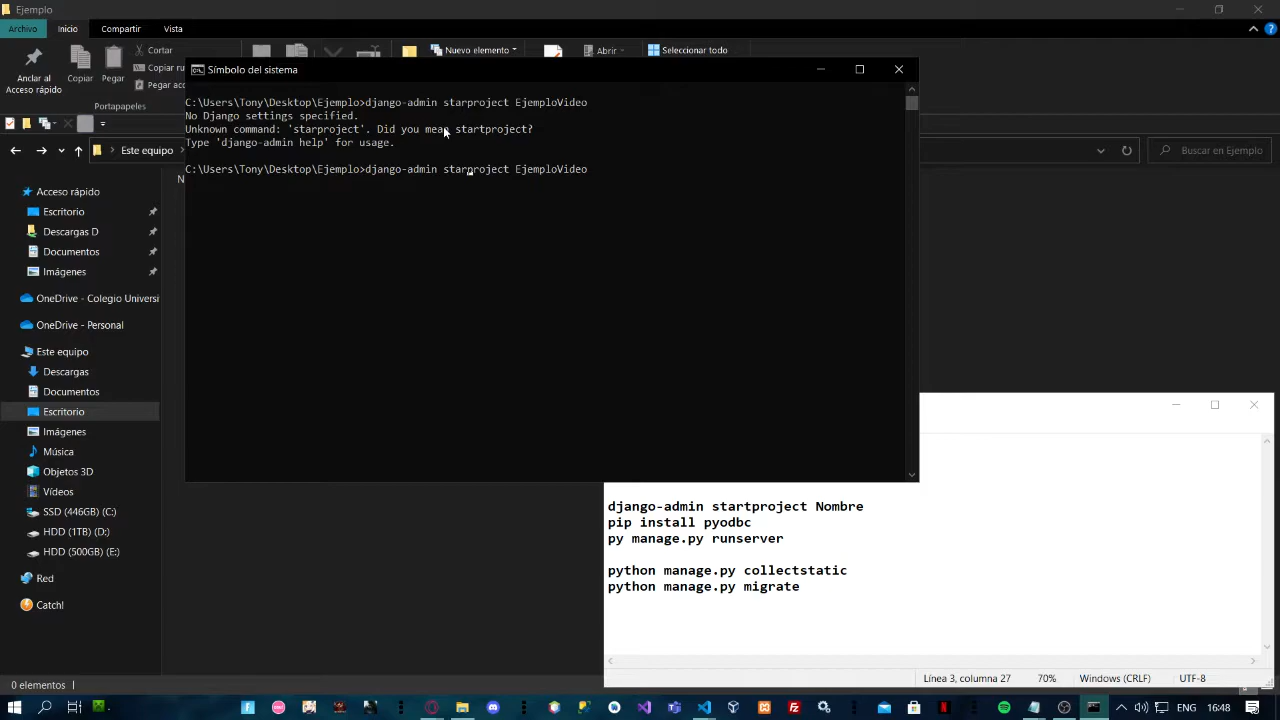 Ejemplo
Archivo
Inicio
Compartir
Vista
Anclar al
Acceso rápido
Copiar
Pegar
Cortar
Copiar ru
Pegar acc
Portapapeles
Nuevo elemento
Abrir
Seleccionar todo
Este equipo
Buscar en Ejemplo
Acceso rápido
Escritorio
Descargas D
Documentos
Imágenes
OneDrive - Colegio Universi
OneDrive - Personal
Este equipo
Descargas
Documentos
Escritorio
Imágenes
Música
Objetos 3D
Vídeos
SSD (446GB) (C:)
HDD (1TB) (D:)
HDD (500GB) (E:)
Red
Catch!
0 elementos
N
Símbolo del sistema
C:\Users\Tony\Desktop\Ejemplo>django-admin starproject EjemploVideo
No Django settings specified.
Unknown command: 'starproject'. Did you mean startproject?
Type 'django-admin help' for usage.
C:\Users\Tony\Desktop\Ejemplo>django-admin starproject EjemploVideo
django-admin startproject Nombre
pip install pyodbc
py manage.py runserver
python manage.py collectstatic
python manage.py migrate
Línea 3, columna 27
70%
Windows (CRLF)
UTF-8
ENG
16:48